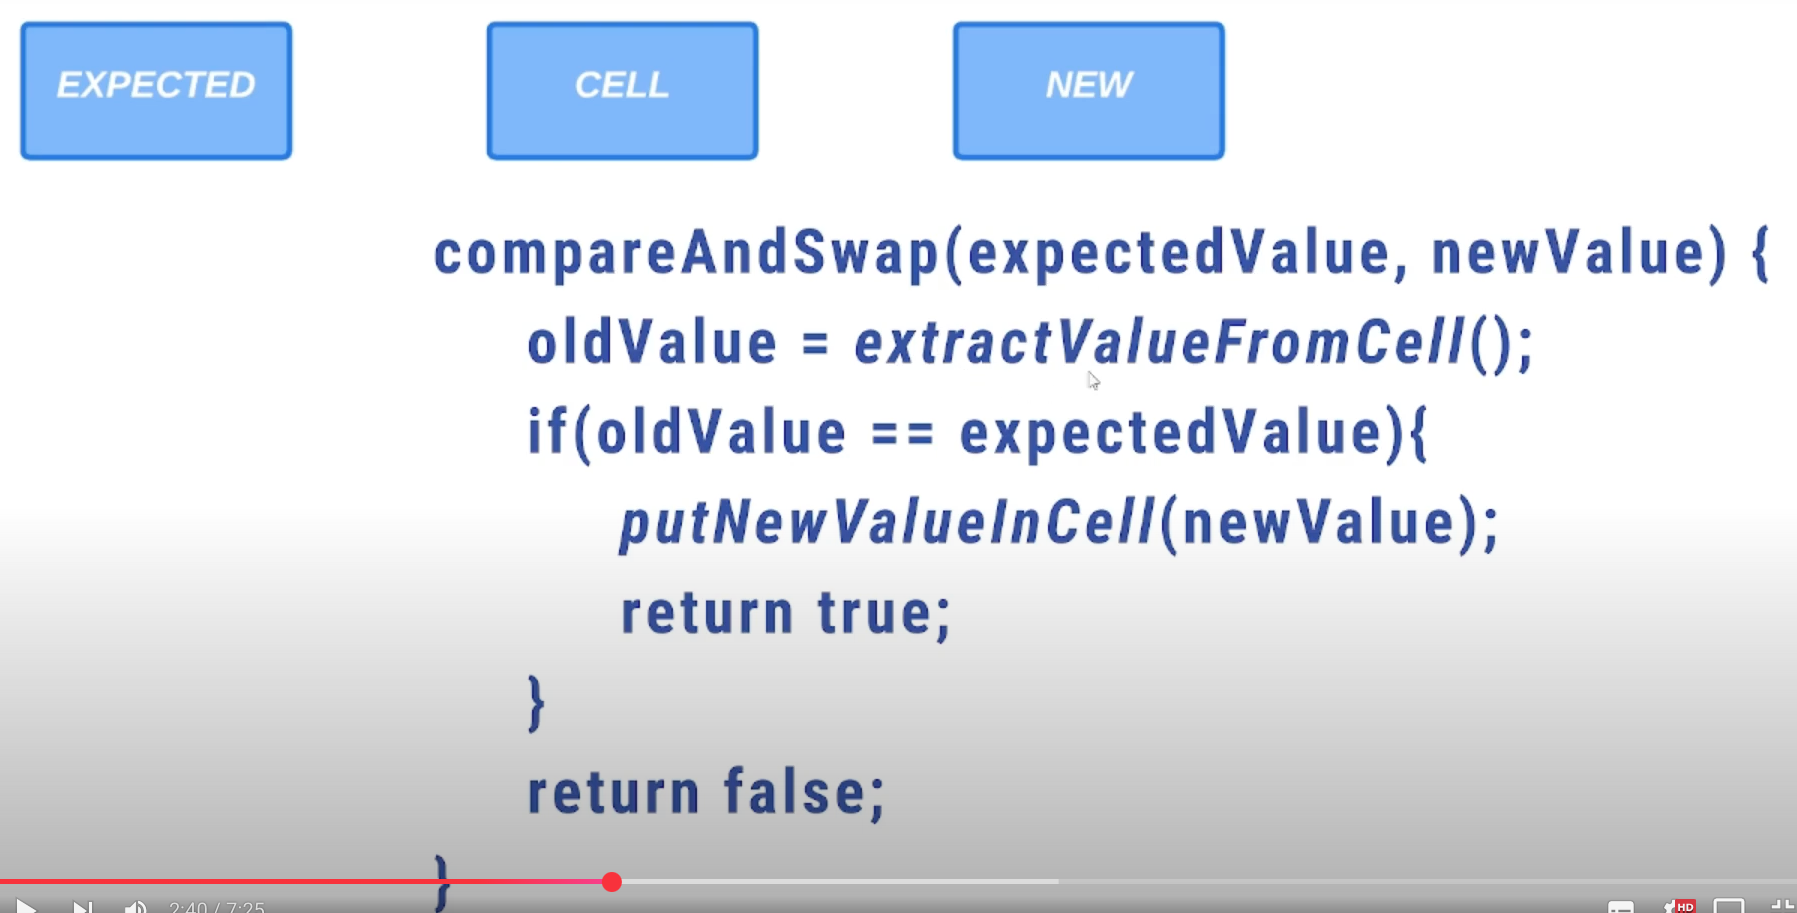 EXPECTED CELL NEW
compareAndSwap(expectedValue, newValue) {
oldValue = extractValueFromCell();
if(oldValue == expectedValue){
putNewValueInCell(newValue);
return true;
}
return false;
}
2:40 / 7:25 HD